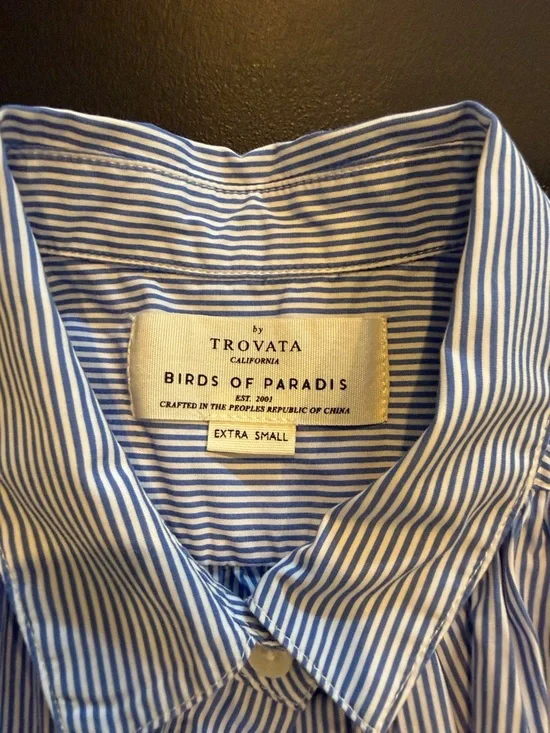 by
TROVATA
CALIFORNIA
BIRDS OF PARADIS
EST. 2001
CRAFTED IN THE PEOPLES REPUBLIC OF CHINA
EXTRA SMALL